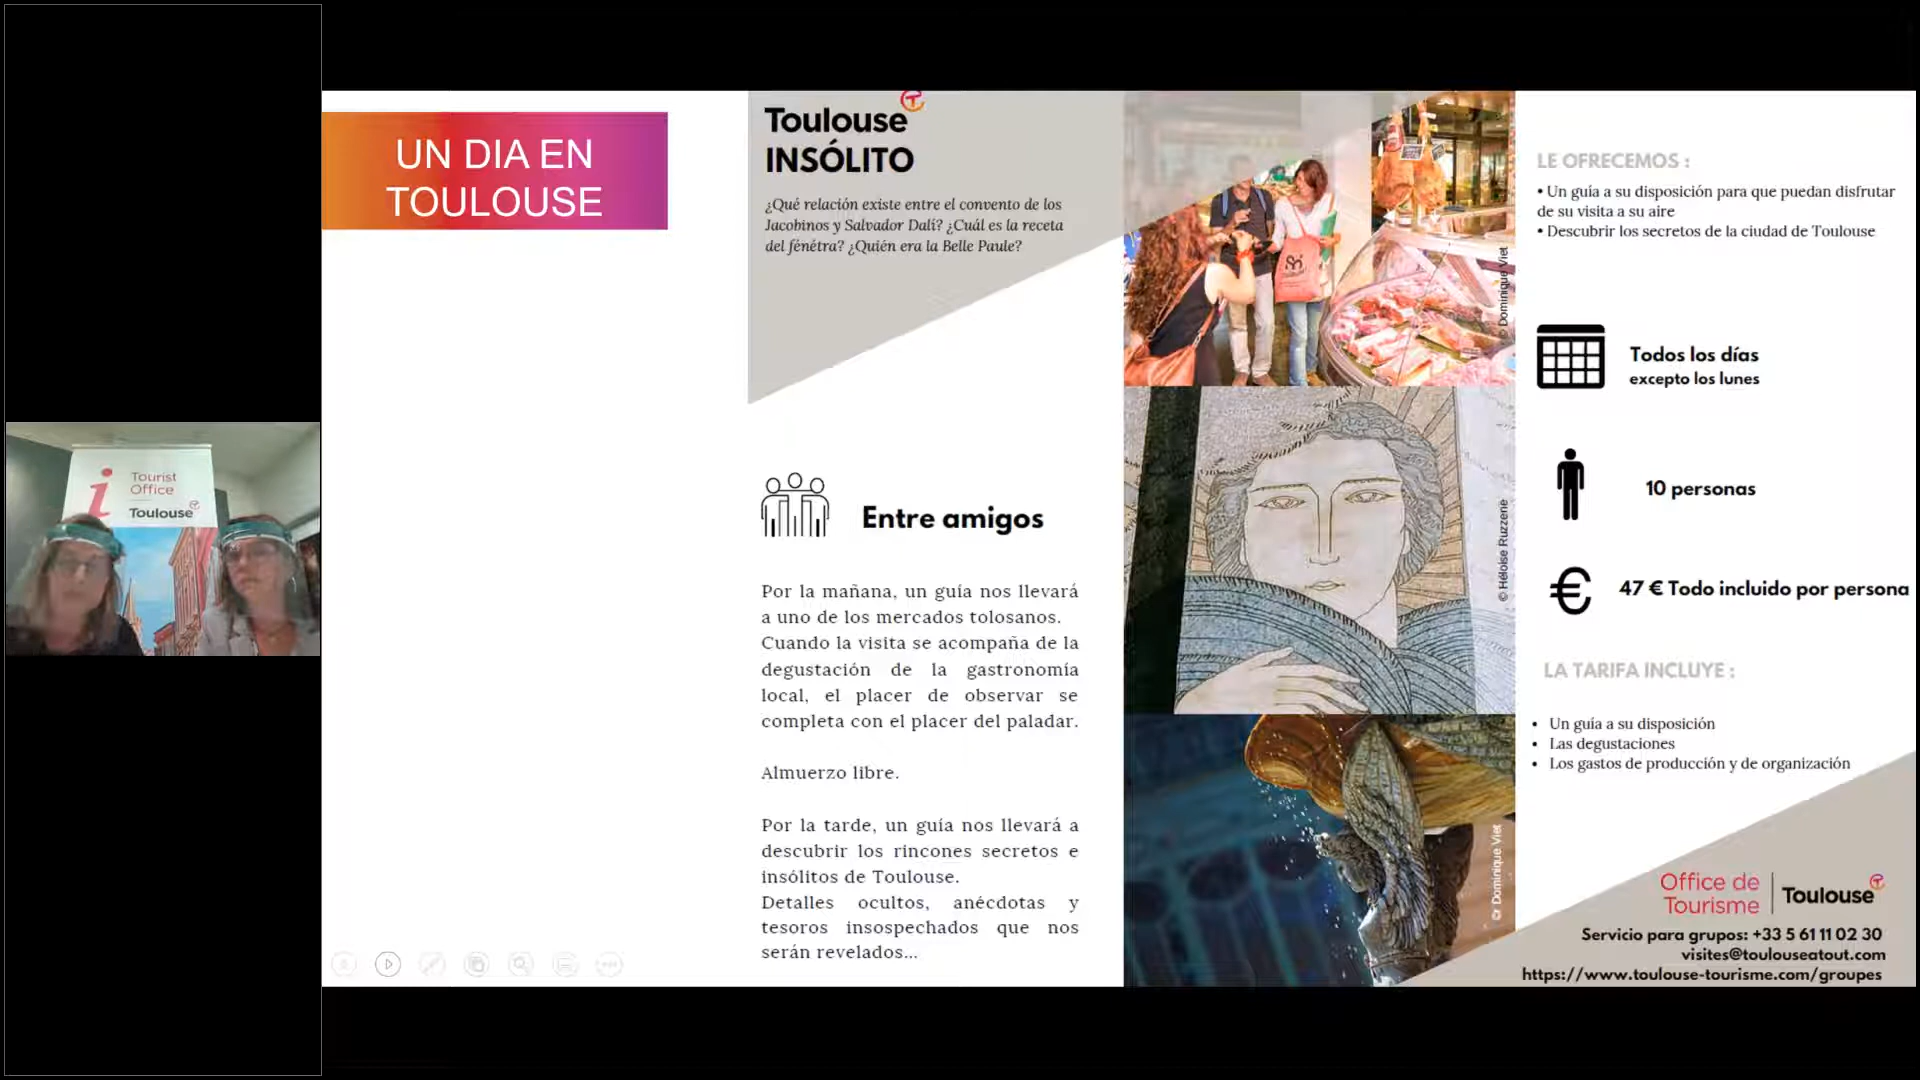 Tourist
Office
Toulouse
UN DIA EN
TOULOUSE
Toulouse
INSÓLITO
¿Qué relación existe entre el convento de los
Jacobinos y Salvador Dalí? ¿Cuál es la receta
del fénétra? ¿Quién era la Belle Paule?
Entre amigos
Por la mañana, un guía nos llevará
a uno de los mercados tolosanos.
Cuando la visita se acompaña de la
degustación de la gastronomía
local, el placer de observar se
completa con el placer del paladar.
Almuerzo libre.
Por la tarde, un guía nos llevará a
descubrir los rincones secretos e
insólitos de Toulouse.
Detalles ocultos, anécdotas y
tesoros insospechados que nos
serán revelados...
© Dominique Viet
© Héloïse Ruzzene
© Dominique Viet
LE OFRECEMOS :
• Un guía a su disposición para que puedan disfrutar
de su visita a su aire
• Descubrir los secretos de la ciudad de Toulouse
Todos los días
excepto los lunes
10 personas
47 € Todo incluido por persona
LA TARIFA INCLUYE :
• Un guía a su disposición
• Las degustaciones
• Los gastos de producción y de organización
Office de
Tourisme
Toulouse
Servicio para grupos: +33 5 61 11 02 30
visites@toulouseatout.com
https://www.toulouse-tourisme.com/groupes